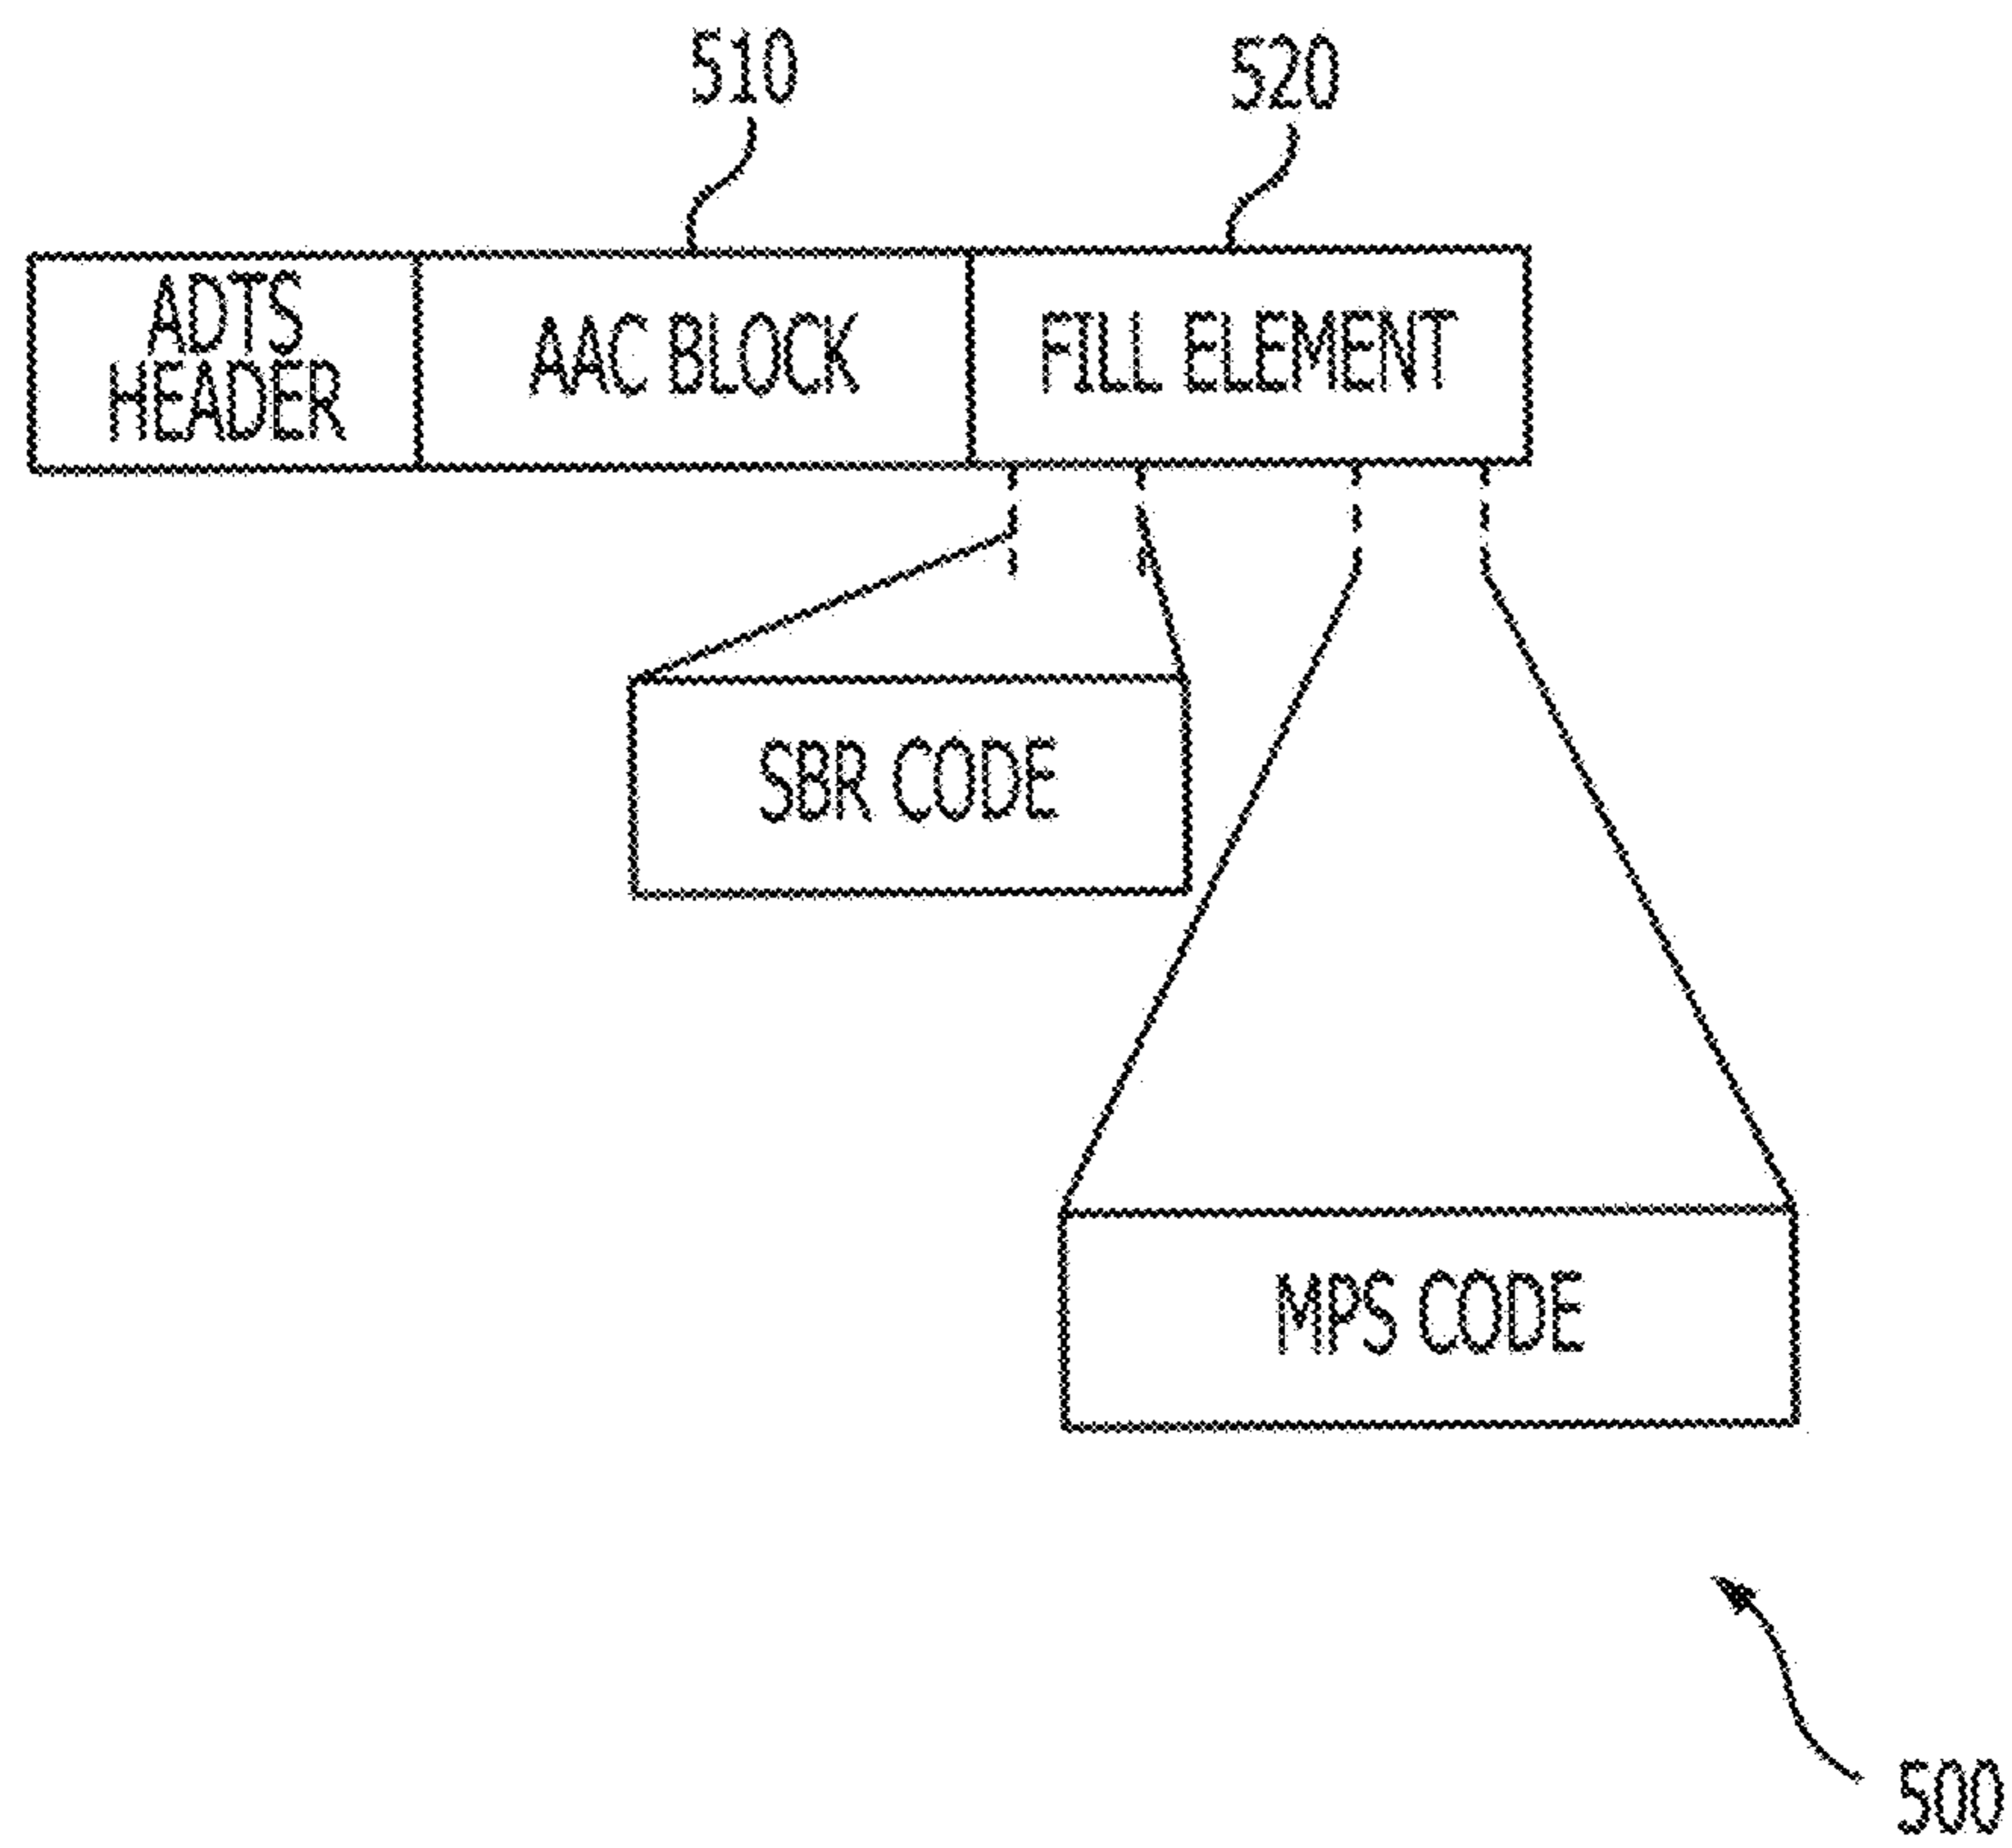 510
520
ADTS
HEADER
AAC BLOCK
FILL ELEMENT
SBR CODE
MPS CODE
500